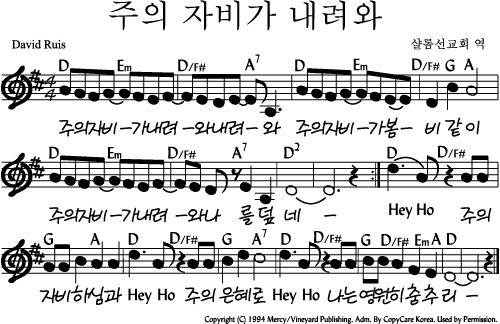 주의 자비가 내려와
David Ruis 샬롬선교회 역
D Em D/F# A7 D Em D/F# D G A
주의자비-가내려-와내려-와 주의자비-가봄-비 같 이
D Em D/F# A7 D2 D D/F#
주의자비-가내려-와나 를덮 네- Hey Ho 주의
G A D D/F# G A7 D G D/F# Em A D
자비하심과 Hey Ho 주의 은혜로 Hey Ho 나는영원히춤추리-
Copyright (C) 1994 Mercy/Vineyard Publishing. Adm. By CopyCare Korea. Used by Permission.